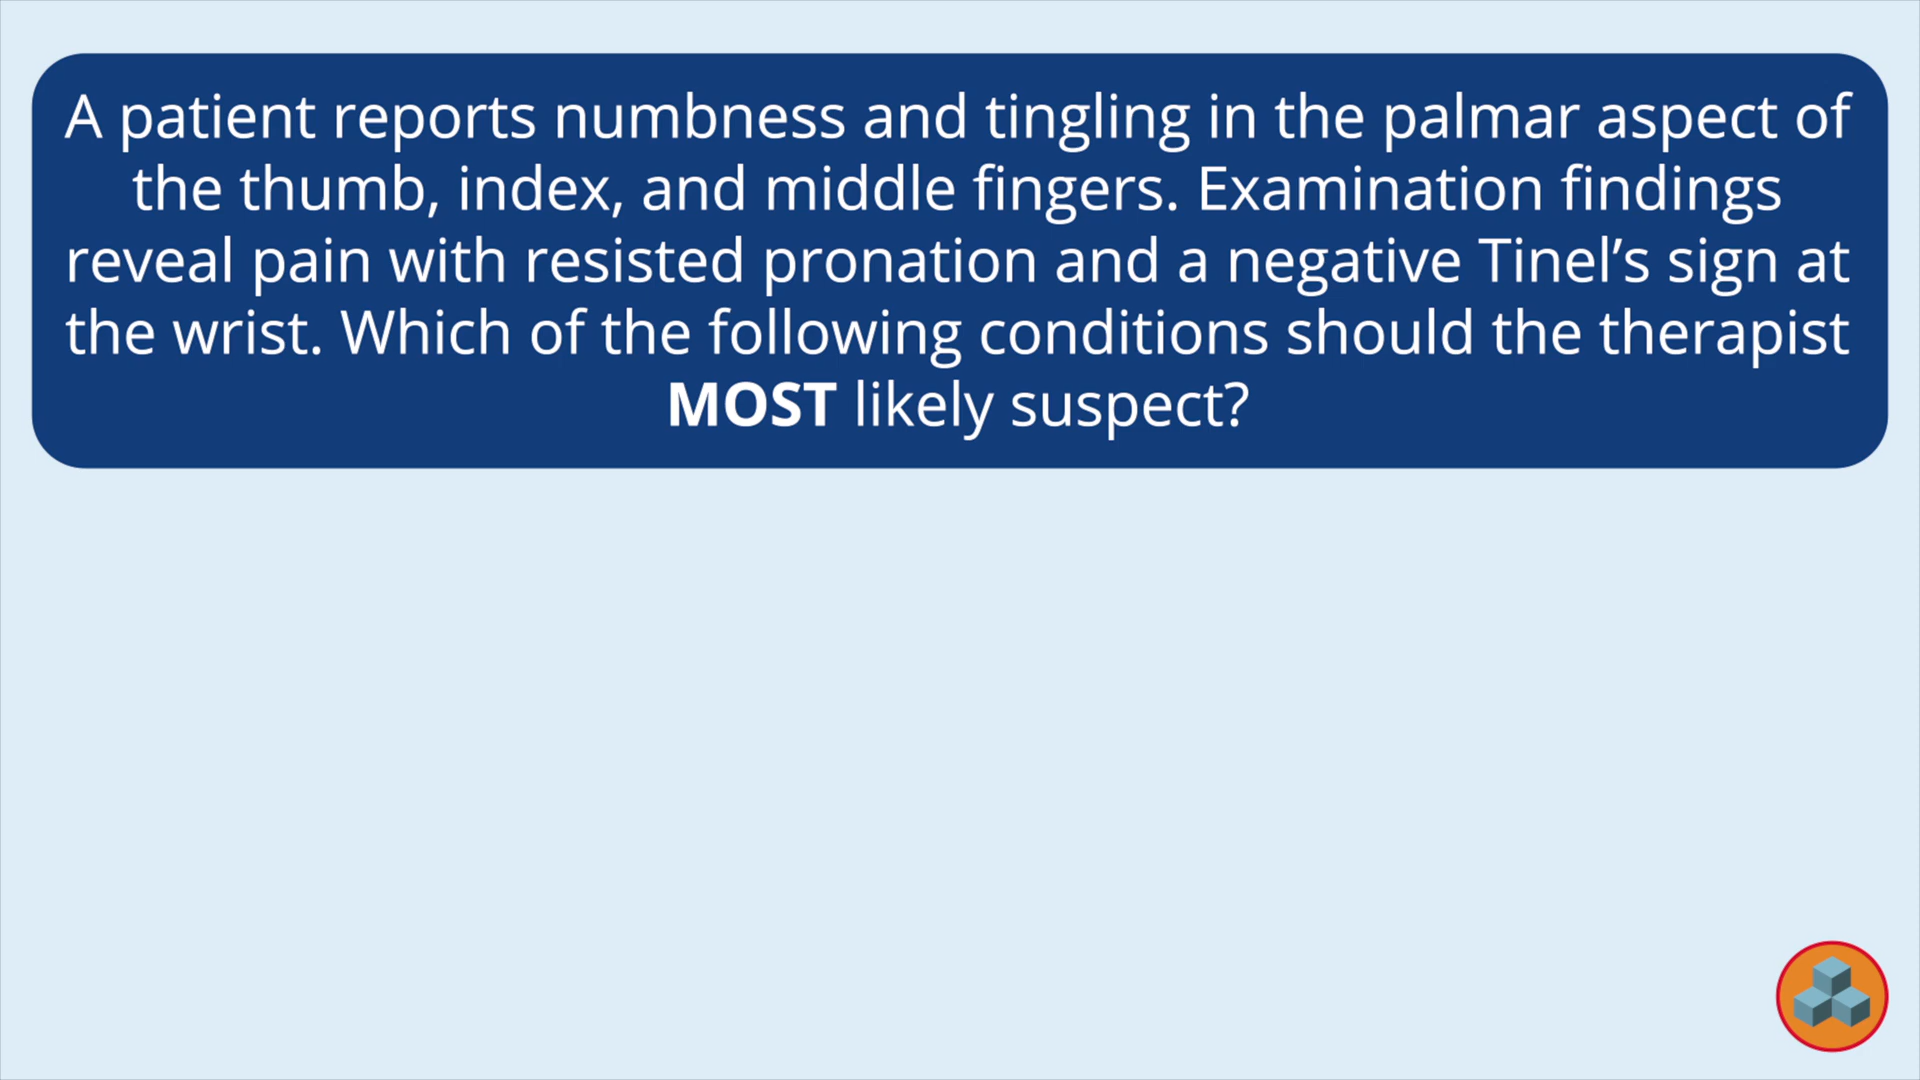 A patient reports numbness and tingling in the palmar aspect of
the thumb, index, and middle fingers. Examination findings
reveal pain with resisted pronation and a negative Tinel’s sign at
the wrist. Which of the following conditions should the therapist
MOST likely suspect?